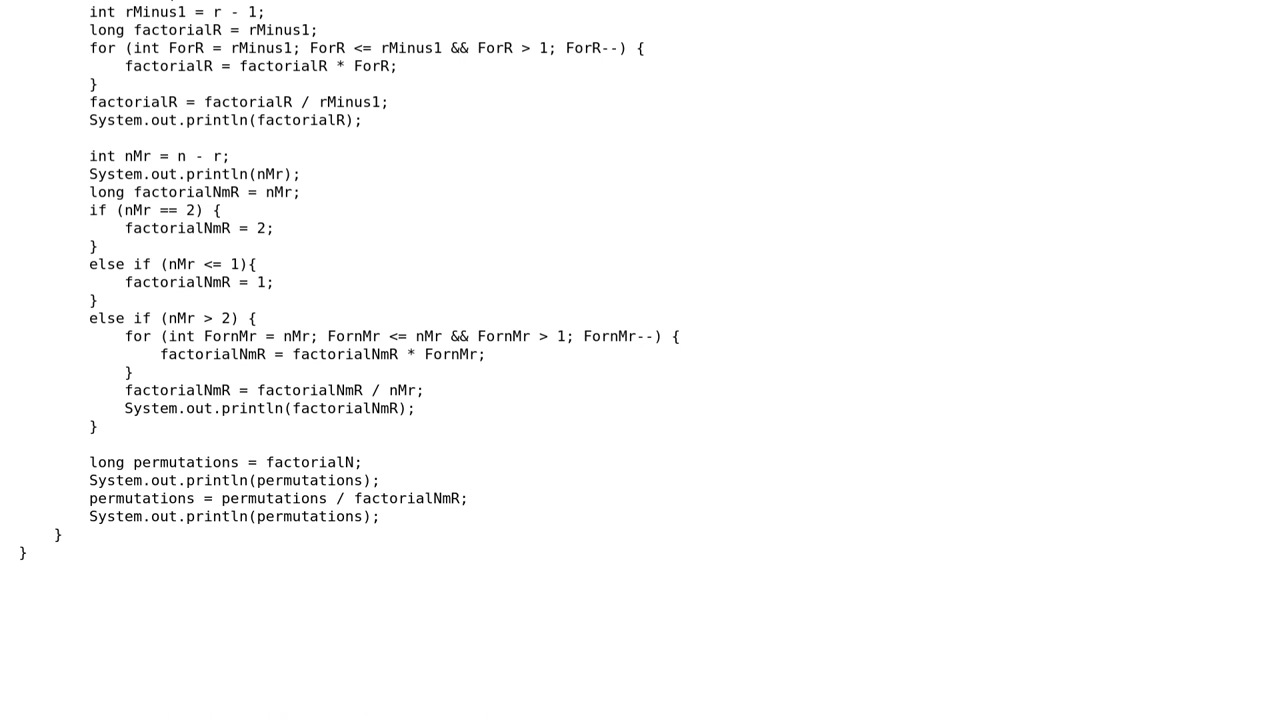 int rMinus1 = r - 1;
long factorialR = rMinus1;
for (int ForR = rMinus1; ForR <= rMinus1 && ForR > 1; ForR--) {
factorialR = factorialR * ForR;
}
factorialR = factorialR / rMinus1;
System.out.println(factorialR);
int nMr = n - r;
System.out.println(nMr);
long factorialNmR = nMr;
if (nMr == 2) {
factorialNmR = 2;
}
else if (nMr <= 1){
factorialNmR = 1;
}
else if (nMr > 2) {
for (int FornMr = nMr; FornMr <= nMr && FornMr > 1; FornMr--) {
factorialNmR = factorialNmR * FornMr;
}
factorialNmR = factorialNmR / nMr;
System.out.println(factorialNmR);
}
long permutations = factorialN;
System.out.println(permutations);
permutations = permutations / factorialNmR;
System.out.println(permutations);
}
}